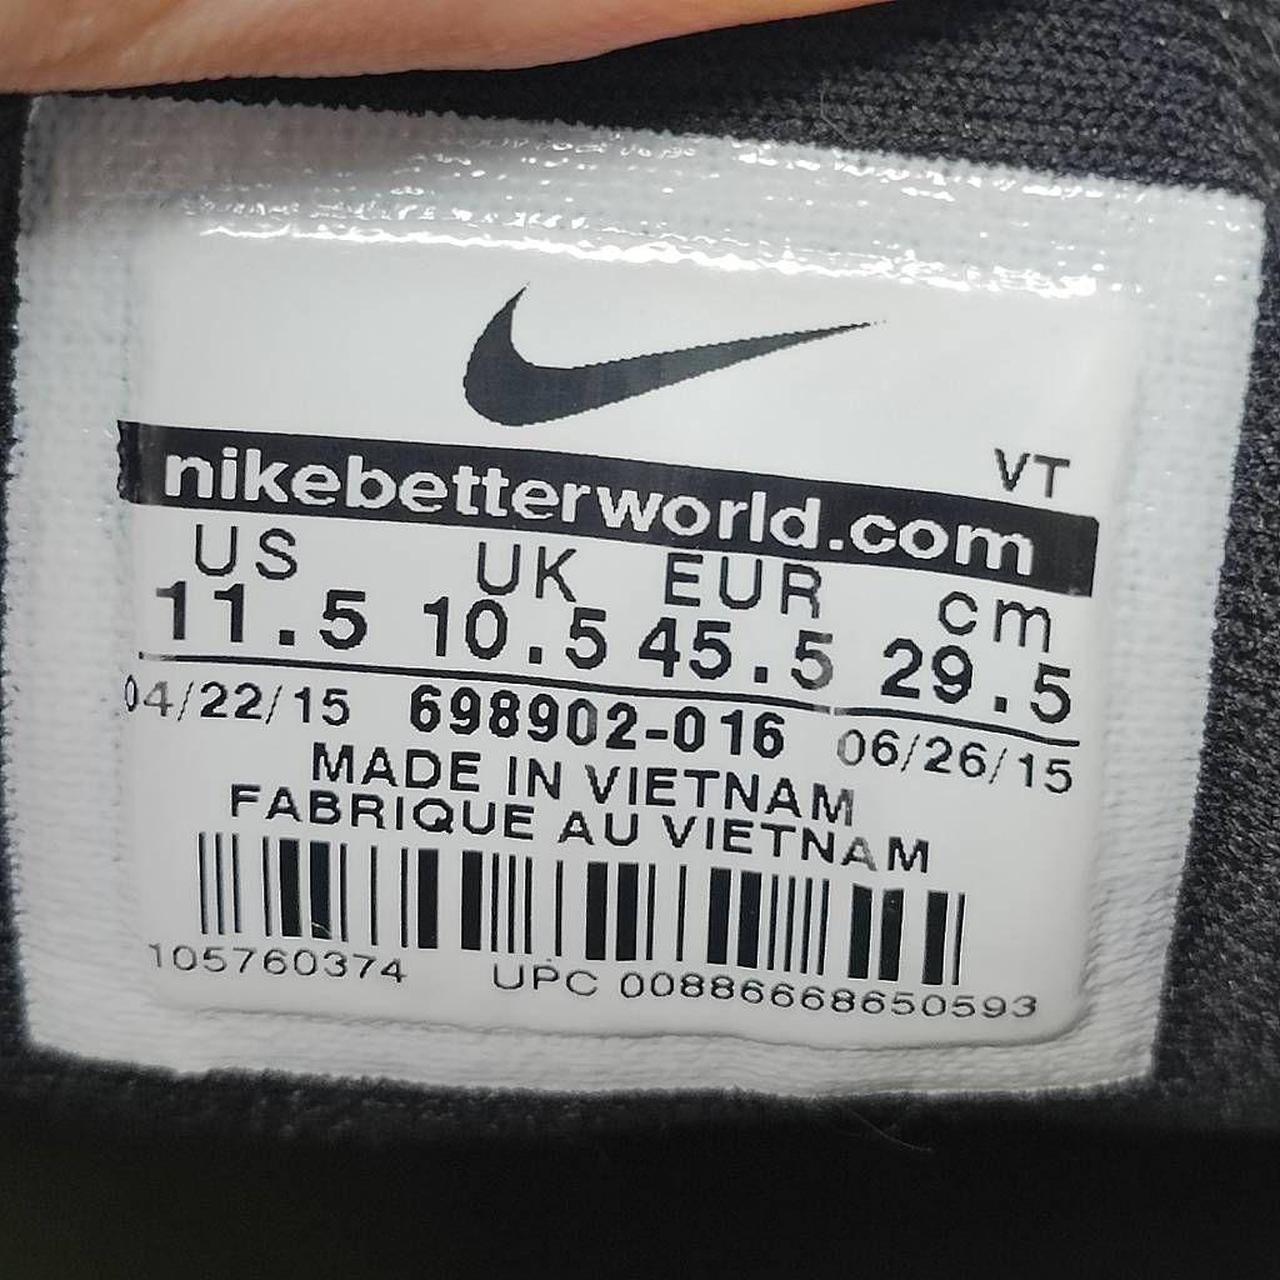 VT
nikebetterworld.com
US UK EUR cm
11.5 10.5 45.5 29.5
04/22/15 698902-016 06/26/15
MADE IN VIETNAM
FABRIQUE AU VIETNAM
105760374 UPC 00886668650593